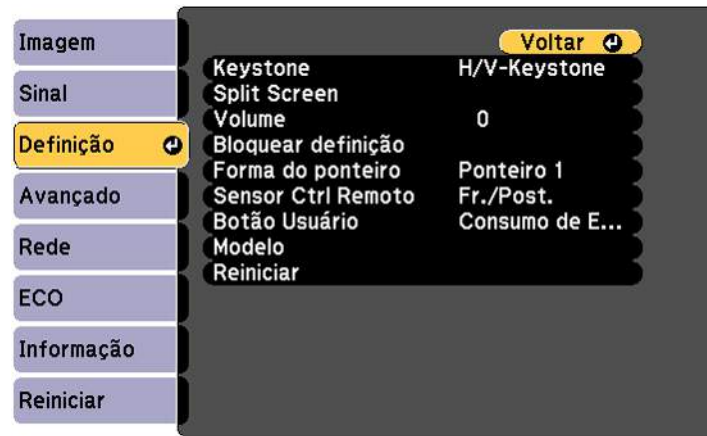 Imagem
Sinal
Definição
Avançado
Rede
ECO
Informação
Reiniciar
Voltar
Keystone H/V-Keystone
Split Screen
Volume 0
Bloquear definição
Forma do ponteiro Ponteiro 1
Sensor Ctrl Remoto Fr./Post.
Botão Usuário Consumo de E...
Modelo
Reiniciar